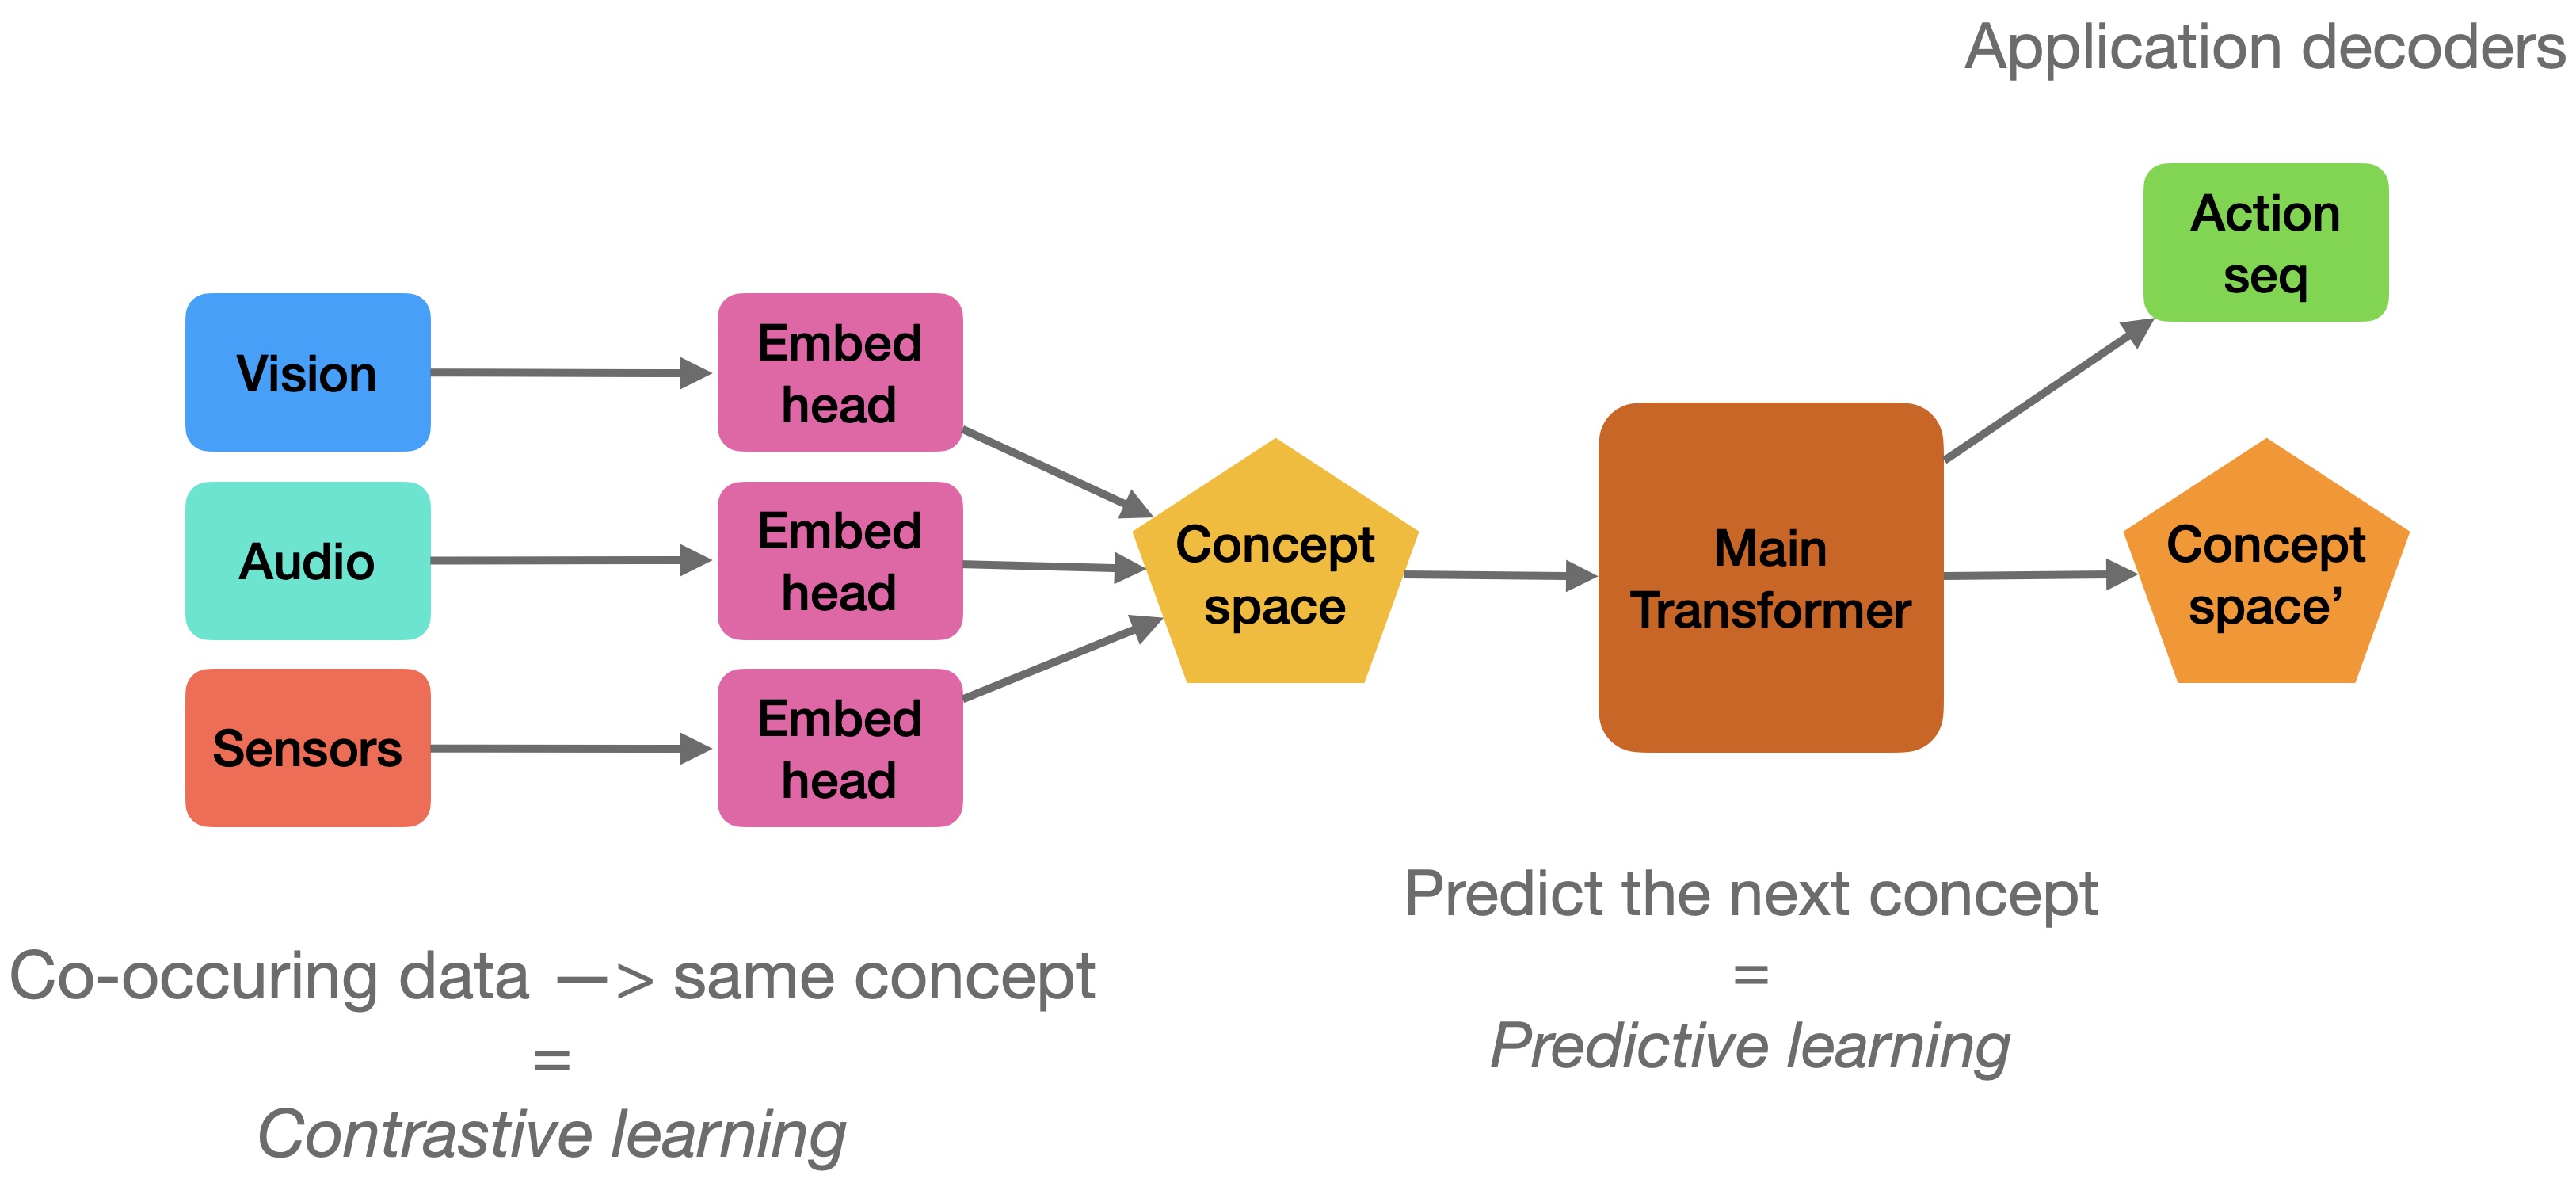 Application decoders
Action
seq
Vision
Embed
head
Audio
Embed
head
Sensors
Embed
head
Concept
space
Main
Transformer
Concept
space’
Co-occuring data —> same concept
=
Contrastive learning
Predict the next concept
=
Predictive learning